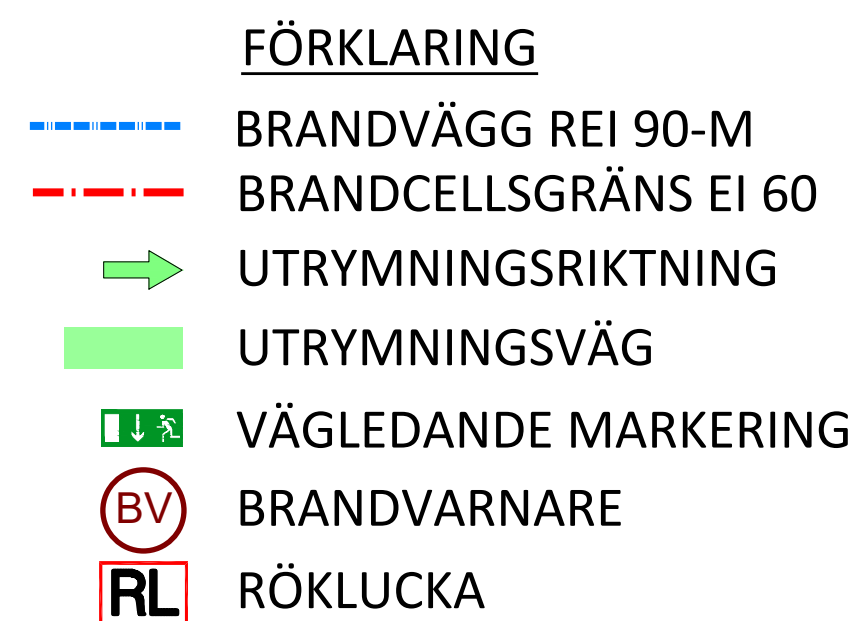 FÖRKLARING
BRANDVÄGG REI 90-M
BRANDCELLSGRÄNS EI 60
UTRYMNINGSRIKTNING
UTRYMNINGSVÄG
VÄGLEDANDE MARKERING
BV BRANDVARNARE
RL RÖKLUCKA